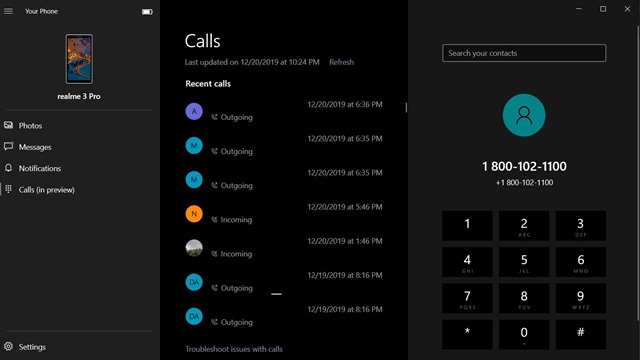 Your Phone
realme 3 Pro
Photos
Messages
Notifications
Calls (in preview)
Settings
Calls
Last updated on 12/20/2019 at 10:24 PM Refresh
Recent calls
A 12/20/2019 at 6:36 PM
Outgoing
M 12/20/2019 at 6:35 PM
Outgoing
M 12/20/2019 at 6:35 PM
Outgoing
N 12/20/2019 at 5:46 PM
Incoming
12/20/2019 at 1:46 PM
Incoming
DA 12/19/2019 at 8:16 PM
Outgoing
DA 12/19/2019 at 8:16 PM
Outgoing
Troubleshoot issues with calls
Search your contacts
1 800-102-1100
+1 800-102-1100
1 2 3
ABC DEF
4 5 6
GHI JKL MNO
7 8 9
PQRS TUV WXYZ
* 0 #
+